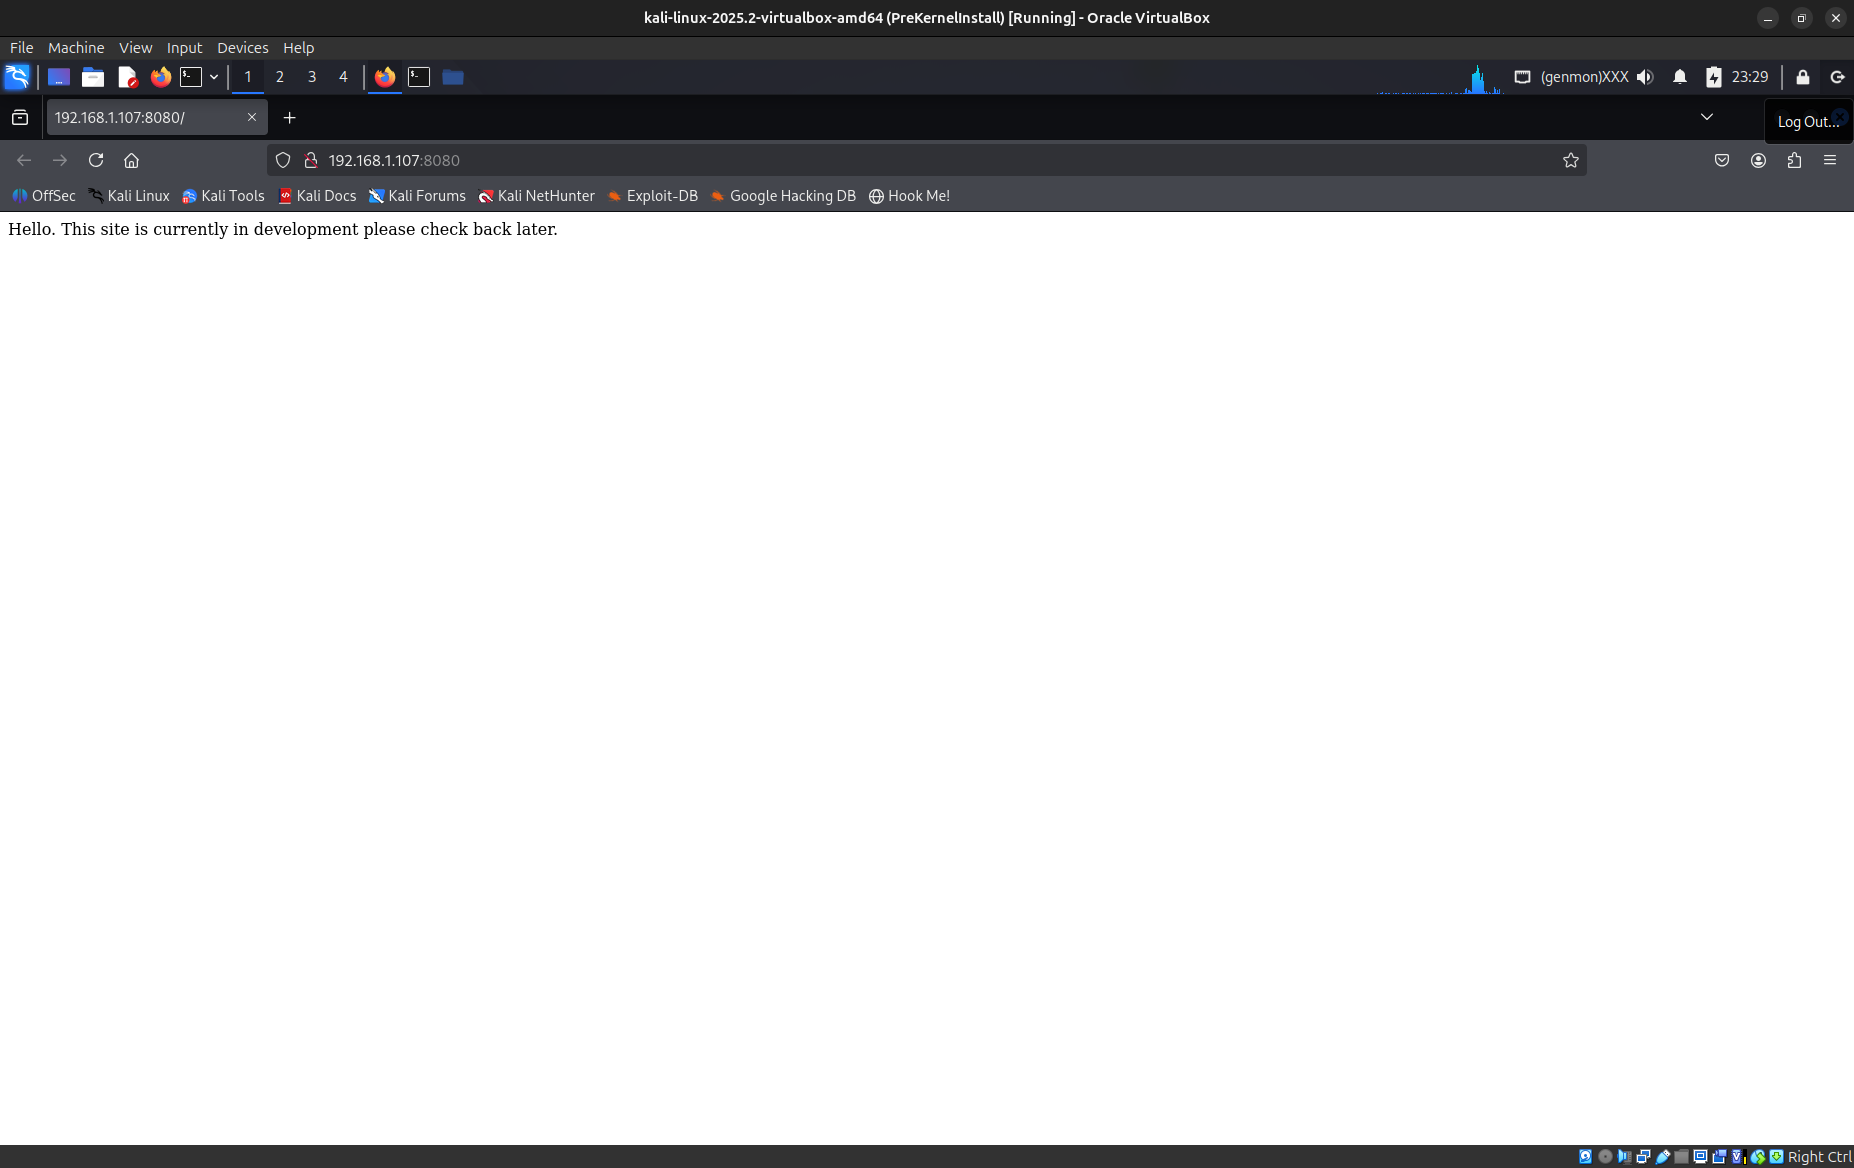 kali-linux-2025.2-virtualbox-amd64 (PreKernelInstall) [Running] - Oracle VirtualBox
File Machine View Input Devices Help
1 2 3 4 (genmon)XXX 23:29
192.168.1.107:8080/
Log Out...
192.168.1.107:8080
OffSec Kali Linux Kali Tools Kali Docs Kali Forums Kali NetHunter Exploit-DB Google Hacking DB Hook Me!
Hello. This site is currently in development please check back later.
Right Ctrl